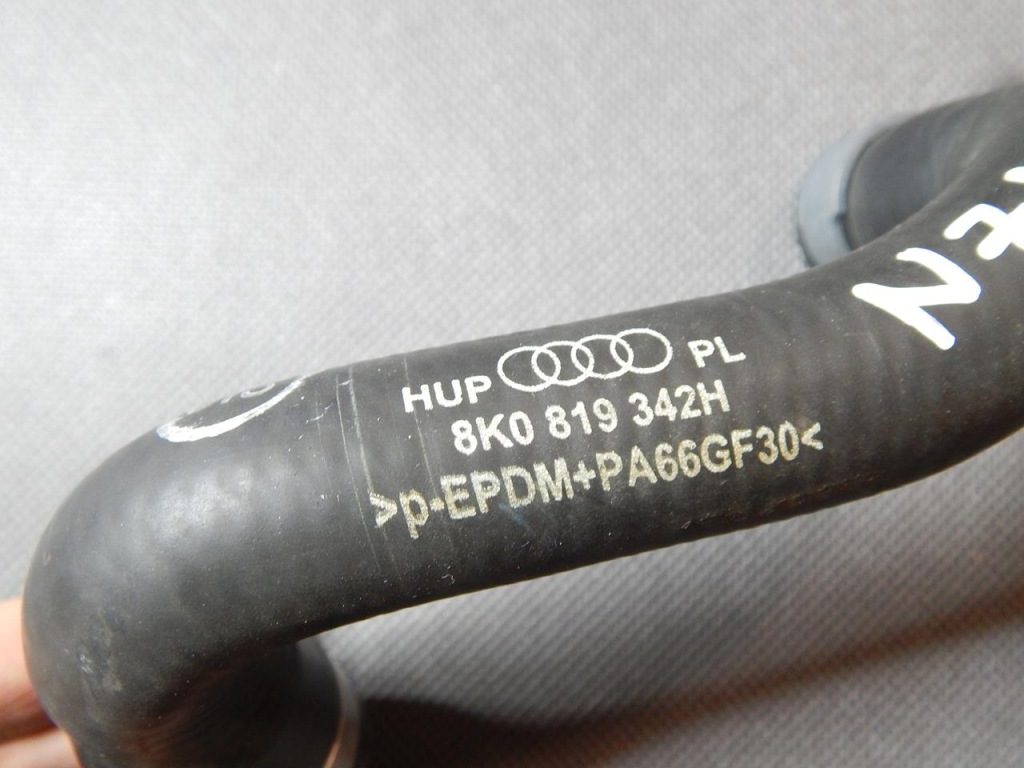 HUP PL
8K0 819 342H
>p-EPDM+PA66GF30<